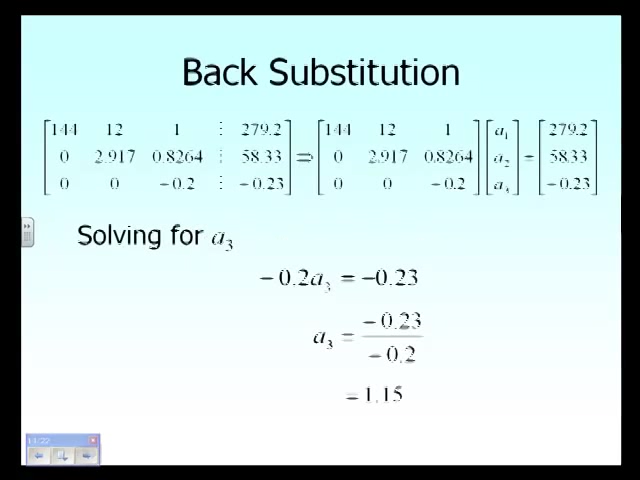 Back Substitution
[144 12 1 ⋮ 279.2] ⇒ [144 12 1] [a₁] = [279.2]
[0 2.917 0.8264 ⋮ 58.33] [0 2.917 0.8264] [a₂] [58.33]
[0 0 −0.2 ⋮ −0.23] [0 0 −0.2] [a₃] [−0.23]
Solving for a₃
−0.2a₃ = −0.23
a₃ = −0.23 / −0.2
= 1.15